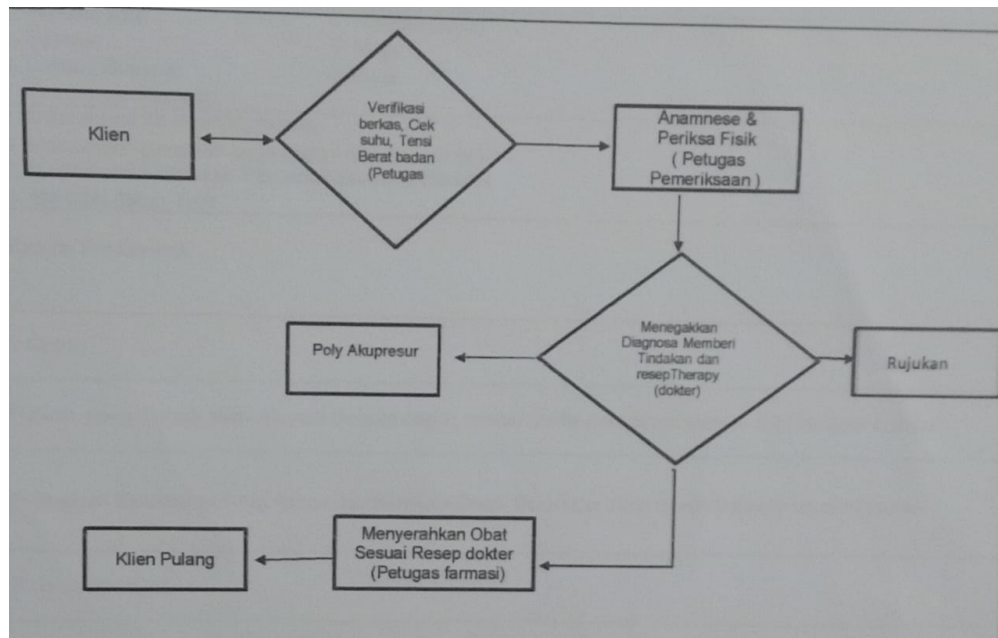 Klien
Verifikasi
berkas, Cek
suhu, Tensi
Berat badan
(Petugas
Anamnese &
Periksa Fisik
( Petugas
Pemeriksaan )
Menegakkan
Diagnosa Memberi
Tindakan dan
resepTherapy
(dokter)
Poly Akupresur
Rujukan
Menyerahkan Obat
Sesuai Resep dokter
(Petugas farmasi)
Klien Pulang